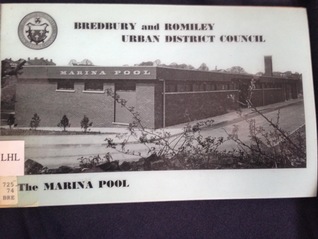 BREDBURY and ROMILEY
URBAN DISTRICT COUNCIL
MARINA POOL
LHL
725
74
BRE
The MARINA POOL